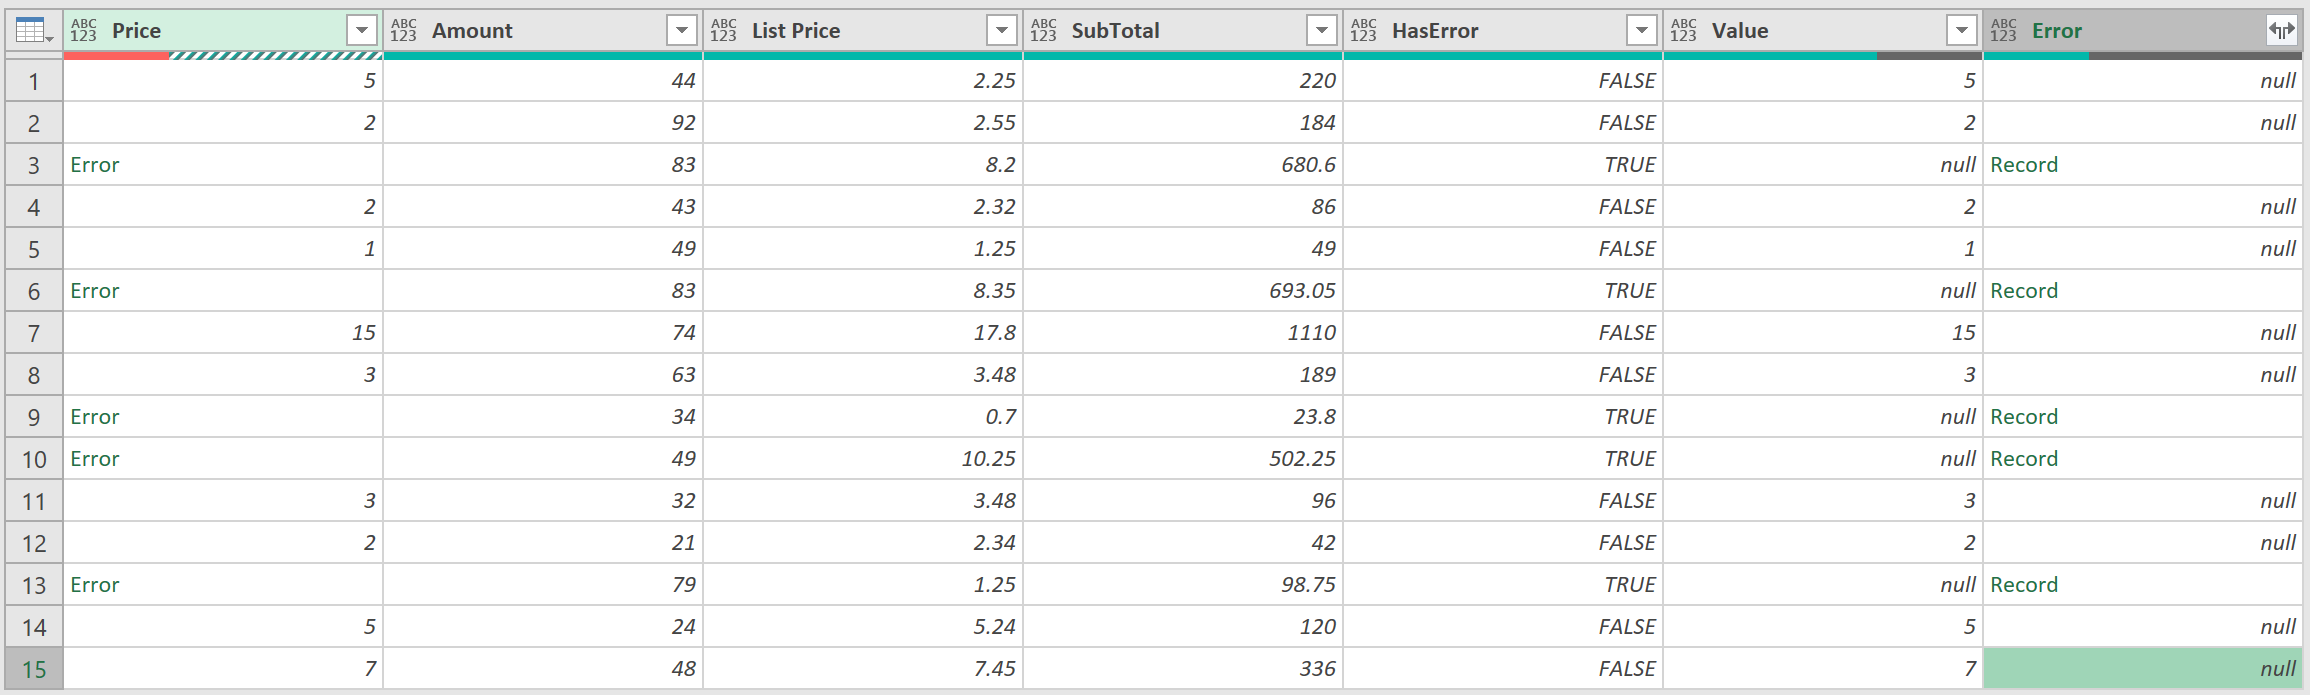 ABC 123 Price ABC 123 Amount ABC 123 List Price ABC 123 SubTotal ABC 123 HasError ABC 123 Value ABC 123 Error
1 5 44 2.25 220 FALSE 5 null
2 2 92 2.55 184 FALSE 2 null
3 Error 83 8.2 680.6 TRUE null Record
4 2 43 2.32 86 FALSE 2 null
5 1 49 1.25 49 FALSE 1 null
6 Error 83 8.35 693.05 TRUE null Record
7 15 74 17.8 1110 FALSE 15 null
8 3 63 3.48 189 FALSE 3 null
9 Error 34 0.7 23.8 TRUE null Record
10 Error 49 10.25 502.25 TRUE null Record
11 3 32 3.48 96 FALSE 3 null
12 2 21 2.34 42 FALSE 2 null
13 Error 79 1.25 98.75 TRUE null Record
14 5 24 5.24 120 FALSE 5 null
15 7 48 7.45 336 FALSE 7 null